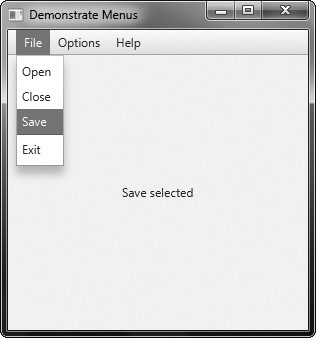 Demonstrate Menus
File Options Help
Open
Close
Save
Exit
Save selected